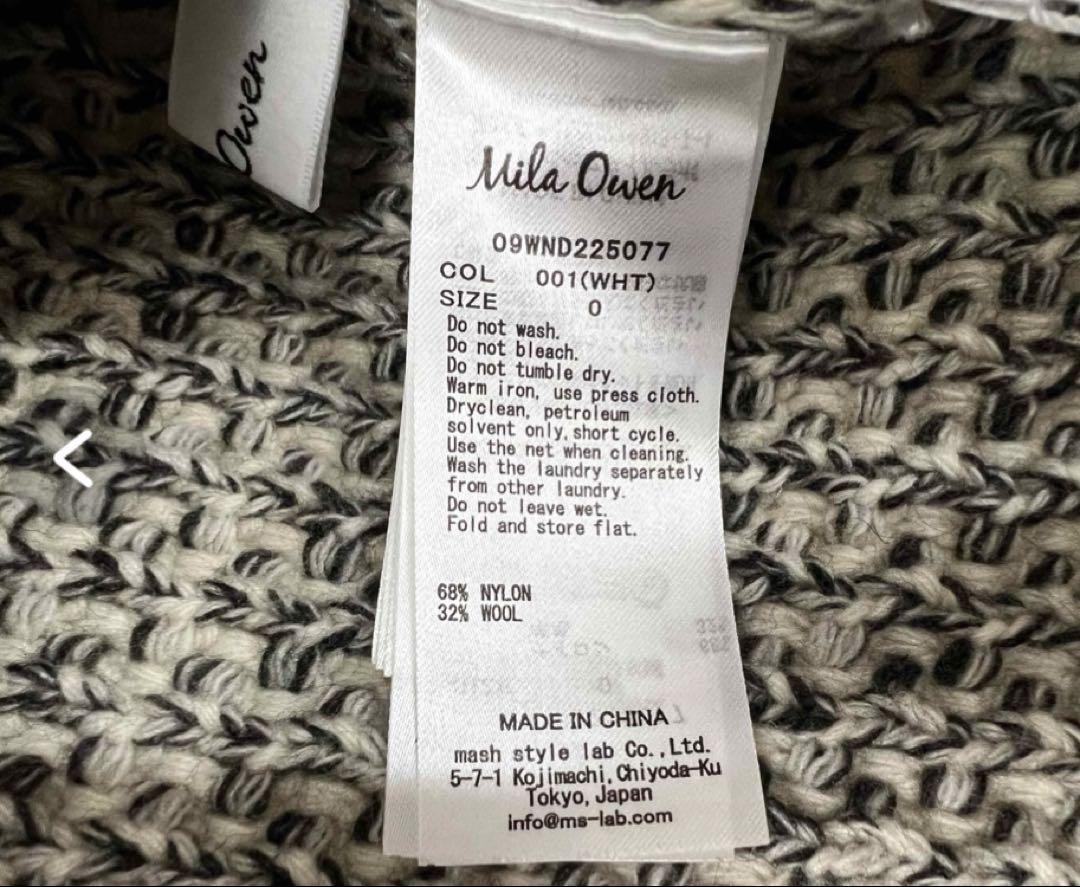 Owen
Mila Owen
09WND225077
COL 001(WHT)
SIZE 0
Do not wash.
Do not bleach.
Do not tumble dry.
Warm iron, use press cloth.
Dryclean, petroleum
solvent only, short cycle.
Use the net when cleaning.
Wash the laundry separately
from other laundry.
Do not leave wet.
Fold and store flat.
68% NYLON
32% WOOL
MADE IN CHINA
mash style lab Co.,Ltd.
5-7-1 Kojimachi, Chiyoda-Ku
Tokyo, Japan
info@ms-lab.com